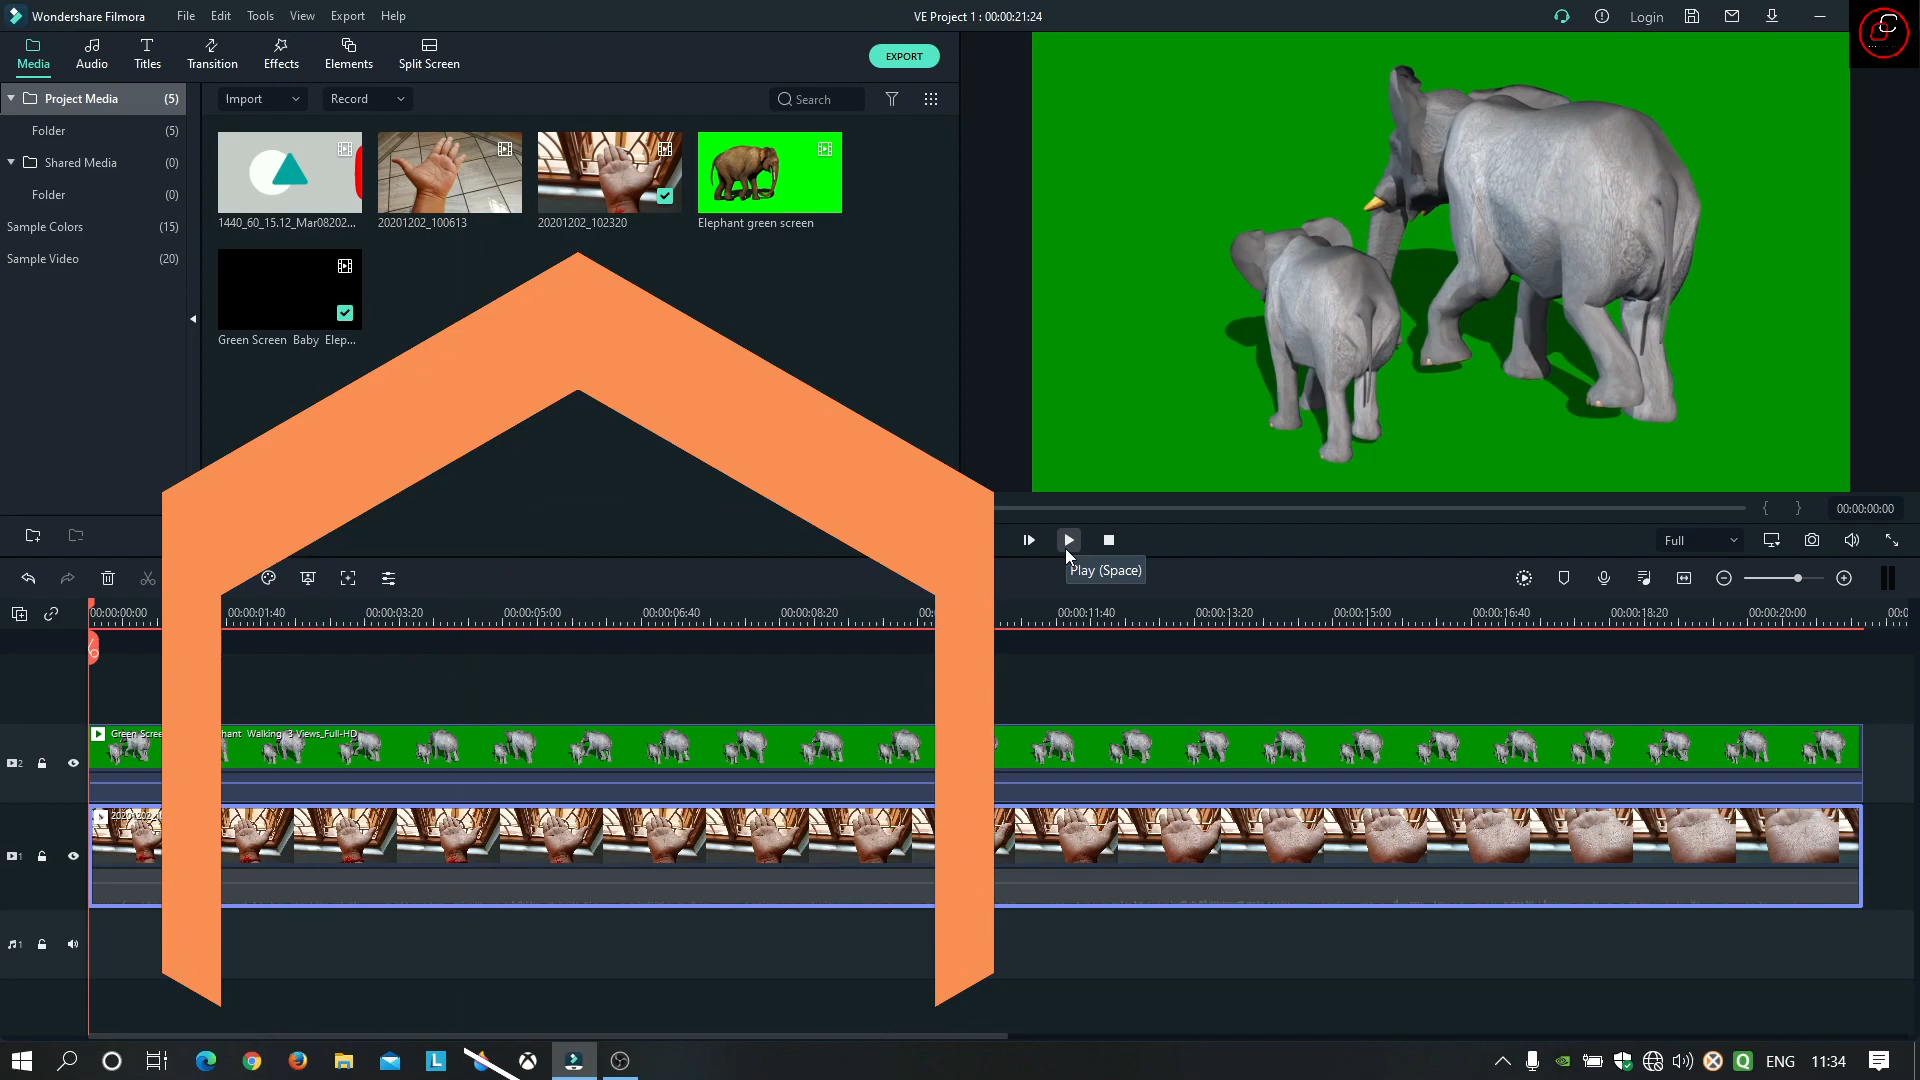 Wondershare Filmora
File Edit Tools View Export Help
VE Project 1 : 00:00:21:24
Login
Media Audio Titles Transition Effects Elements Split Screen
EXPORT
Project Media (5)
Import Record Search
Folder (5)
Shared Media (0)
Folder (0)
Sample Colors (15)
Sample Video (20)
1440_60_15.12_Mar08202...
20201202_100613
20201202_102320
Elephant green screen
Green Screen Baby Elep...
00:00:00:00
Full
Play (Space)
00:00:00:00 00:00:01:40 00:00:03:20 00:00:05:00 00:00:06:40 00:00:08:20 00:00:11:40 00:00:13:20 00:00:15:00 00:00:16:40 00:00:18:20 00:00:20:00
Green Scree
hant Walking 3 Views_Full-HD
2
1
1
ENG 11:34